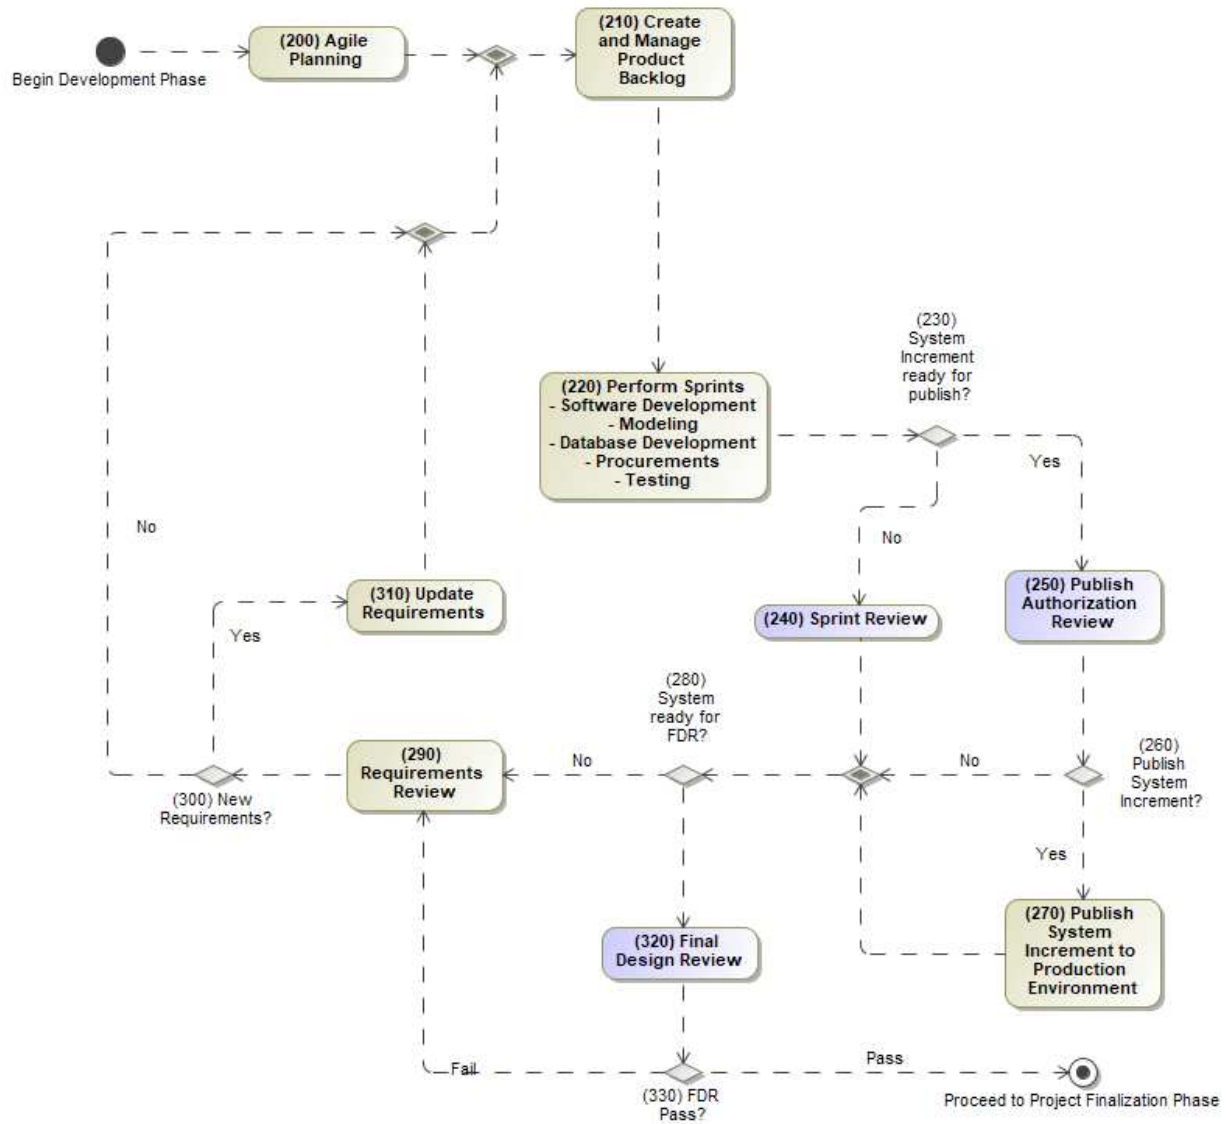 (200) Agile
Planning
(210) Create
and Manage
Product
Backlog
Begin Development Phase
(220) Perform Sprints
- Software Development
- Modeling
- Database Development
- Procurements
- Testing
(230)
System
Increment
ready for
publish?
Yes
No
No
(310) Update
Requirements
Yes
(240) Sprint Review
(250) Publish
Authorization
Review
(280)
System
ready for
FDR?
(290)
Requirements
Review
No
No
(260)
Publish
System
Increment?
(300) New
Requirements?
Yes
(320) Final
Design Review
(270) Publish
System
Increment to
Production
Environment
Fail
Pass
(330) FDR
Pass?
Proceed to Project Finalization Phase